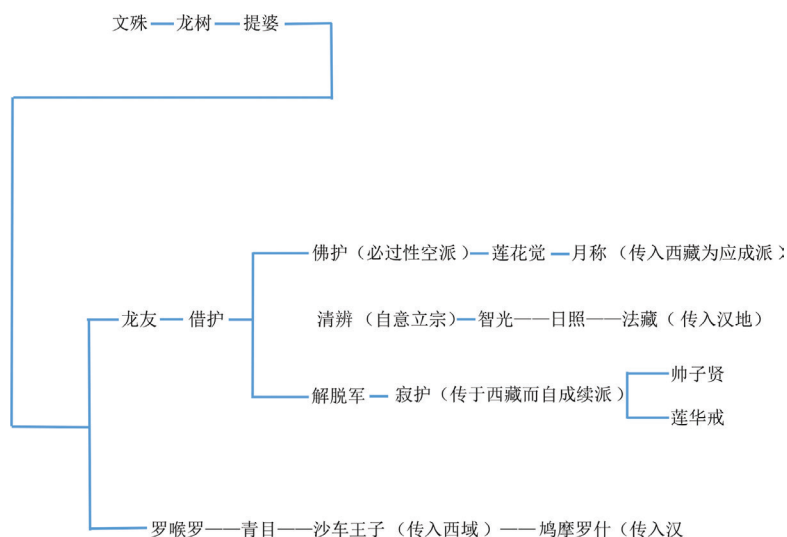 文殊 龙树 提婆
佛护（必过性空派） 莲花觉 月称（传入西藏为应成派）
龙友 借护 清辨（自意立宗） 智光——日照——法藏（传入汉地）
帅子贤
解脱军 寂护（传于西藏而自成续派）
莲华戒
罗喉罗——青目——沙车王子（传入西域）—— 鸠摩罗什（传入汉